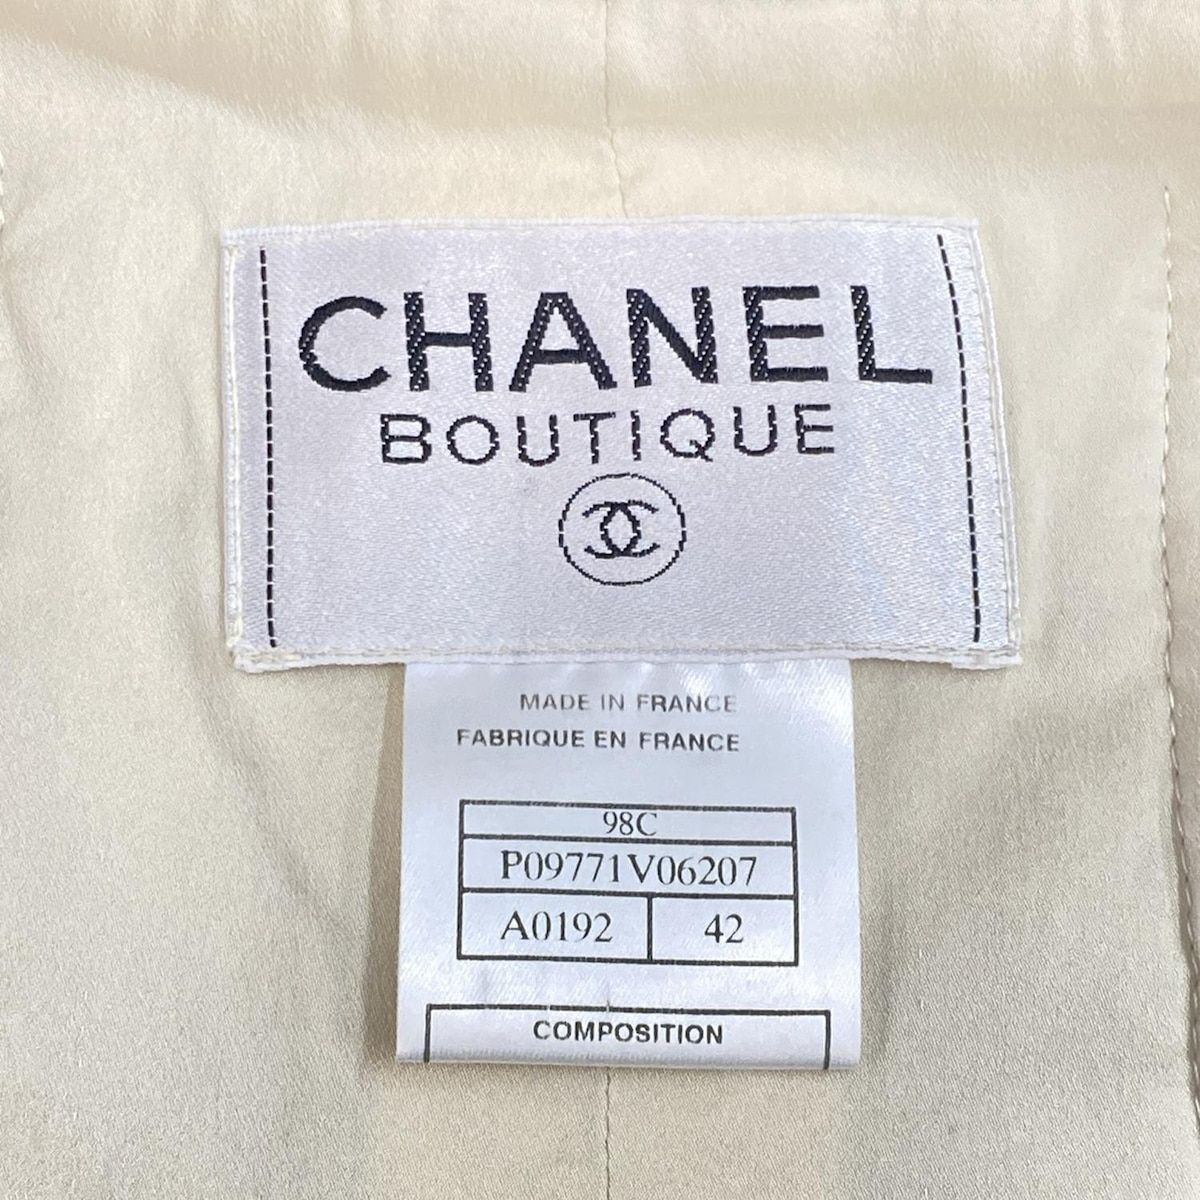 CHANEL
BOUTIQUE
MADE IN FRANCE
FABRIQUE EN FRANCE
98C
P09771V06207
A0192 42
COMPOSITION